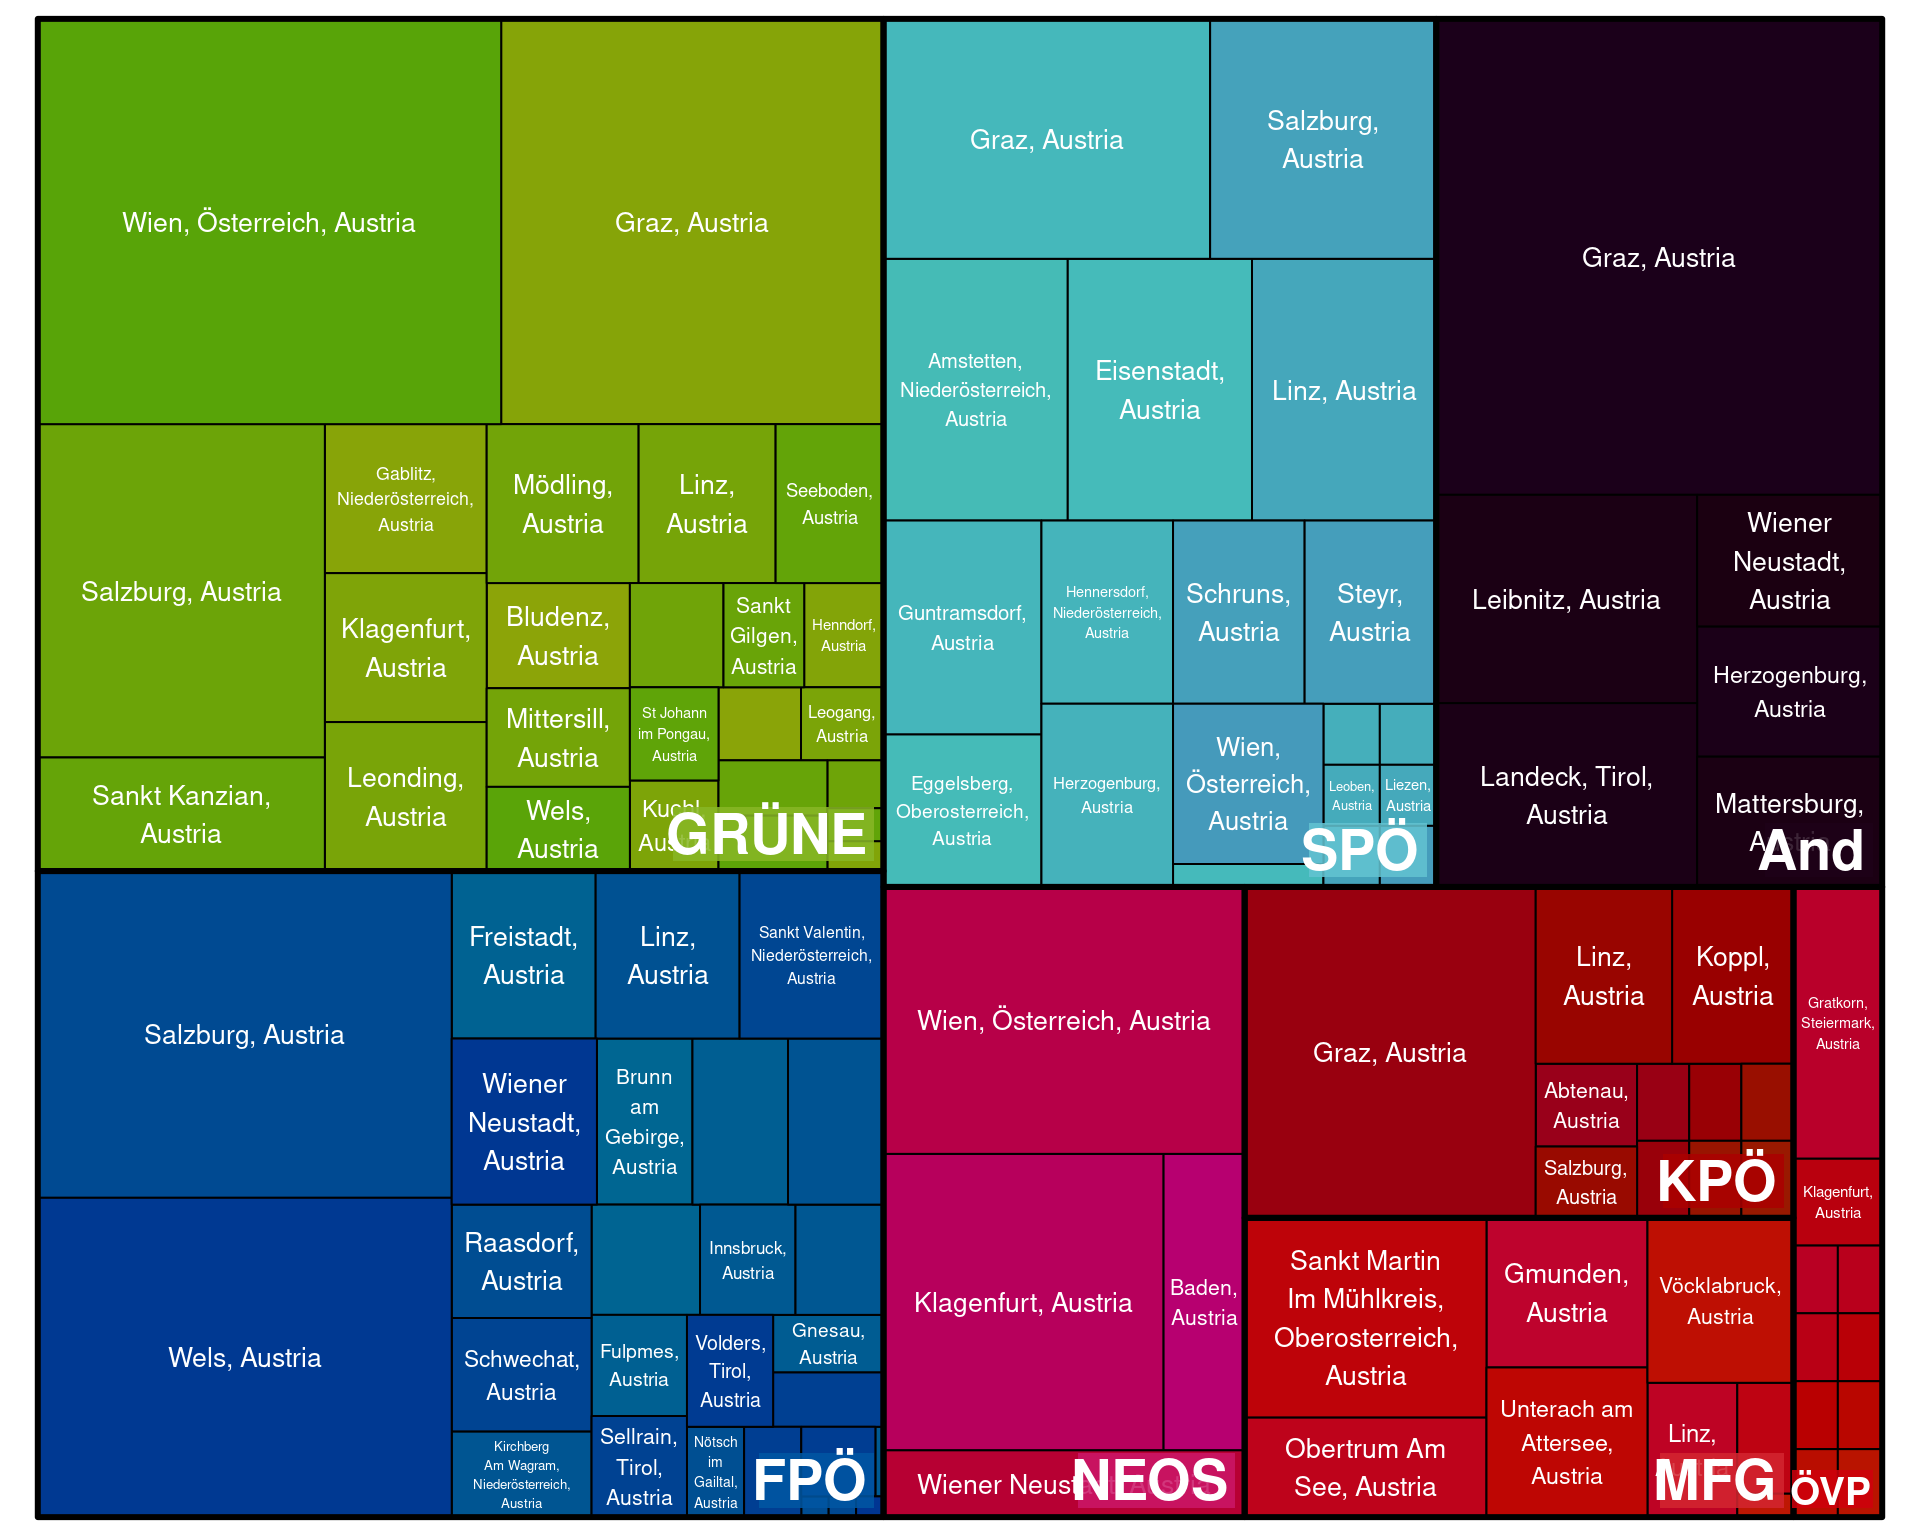 Wien, Österreich, Austria
Graz, Austria
Salzburg, Austria
Sankt Kanzian,
Austria
Gablitz,
Niederösterreich,
Austria
Klagenfurt,
Austria
Leonding,
Austria
Mödling,
Austria
Linz,
Austria
Seeboden,
Austria
Bludenz,
Austria
Mittersill,
Austria
Wels,
Austria
Sankt
Gilgen,
Austria
Henndorf,
Austria
St Johann
im Pongau,
Austria
Leogang,
Austria
Kuchl,
Austria
GRÜNE
Graz, Austria
Salzburg,
Austria
Amstetten,
Niederösterreich,
Austria
Eisenstadt,
Austria
Linz, Austria
Guntramsdorf,
Austria
Eggelsberg,
Oberosterreich,
Austria
Hennersdorf,
Niederösterreich,
Austria
Herzogenburg,
Austria
Schruns,
Austria
Steyr,
Austria
Wien,
Österreich,
Austria
Leoben,
Austria
Liezen,
Austria
SPÖ
Graz, Austria
Leibnitz, Austria
Landeck, Tirol,
Austria
Wiener
Neustadt,
Austria
Herzogenburg,
Austria
Mattersburg,
Austria
And
Salzburg, Austria
Wels, Austria
Freistadt,
Austria
Linz,
Austria
Sankt Valentin,
Niederösterreich,
Austria
Wiener
Neustadt,
Austria
Brunn
am
Gebirge,
Austria
Raasdorf,
Austria
Schwechat,
Austria
Kirchberg
Am Wagram,
Niederösterreich,
Austria
Innsbruck,
Austria
Fulpmes,
Austria
Sellrain,
Tirol,
Austria
Volders,
Tirol,
Austria
Gnesau,
Austria
Nötsch
im
Gailtal,
Austria
FPÖ
Wien, Österreich, Austria
Klagenfurt, Austria
Baden,
Austria
Wiener Neustadt, Austria
NEOS
Graz, Austria
Linz,
Austria
Koppl,
Austria
Abtenau,
Austria
Salzburg,
Austria
KPÖ
Sankt Martin
Im Mühlkreis,
Oberosterreich,
Austria
Obertrum Am
See, Austria
Gmunden,
Austria
Unterach am
Attersee,
Austria
Vöcklabruck,
Austria
Linz,
Austria
MFG
Gratkorn,
Steiermark,
Austria
Klagenfurt,
Austria
ÖVP